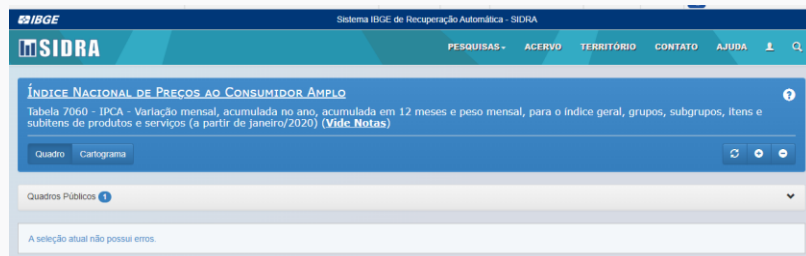 IBGE
Sistema IBGE de Recuperação Automática - SIDRA
SIDRA
PESQUISAS ACERVO TERRITÓRIO CONTATO AJUDA
Índice Nacional de Preços ao Consumidor Amplo
Tabela 7060 - IPCA - Variação mensal, acumulada no ano, acumulada em 12 meses e peso mensal, para o índice geral, grupos, subgrupos, itens e
subitens de produtos e serviços (a partir de janeiro/2020) (Vide Notas)
Quadro Cartograma
Quadros Públicos 1
A seleção atual não possui erros.